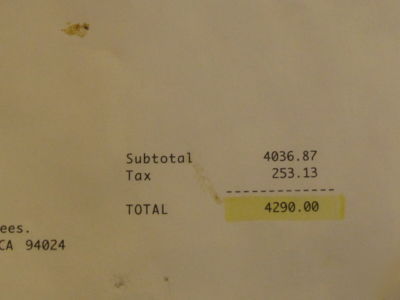 Subtotal 4036.87
Tax 253.13
TOTAL 4290.00
ees.
CA 94024